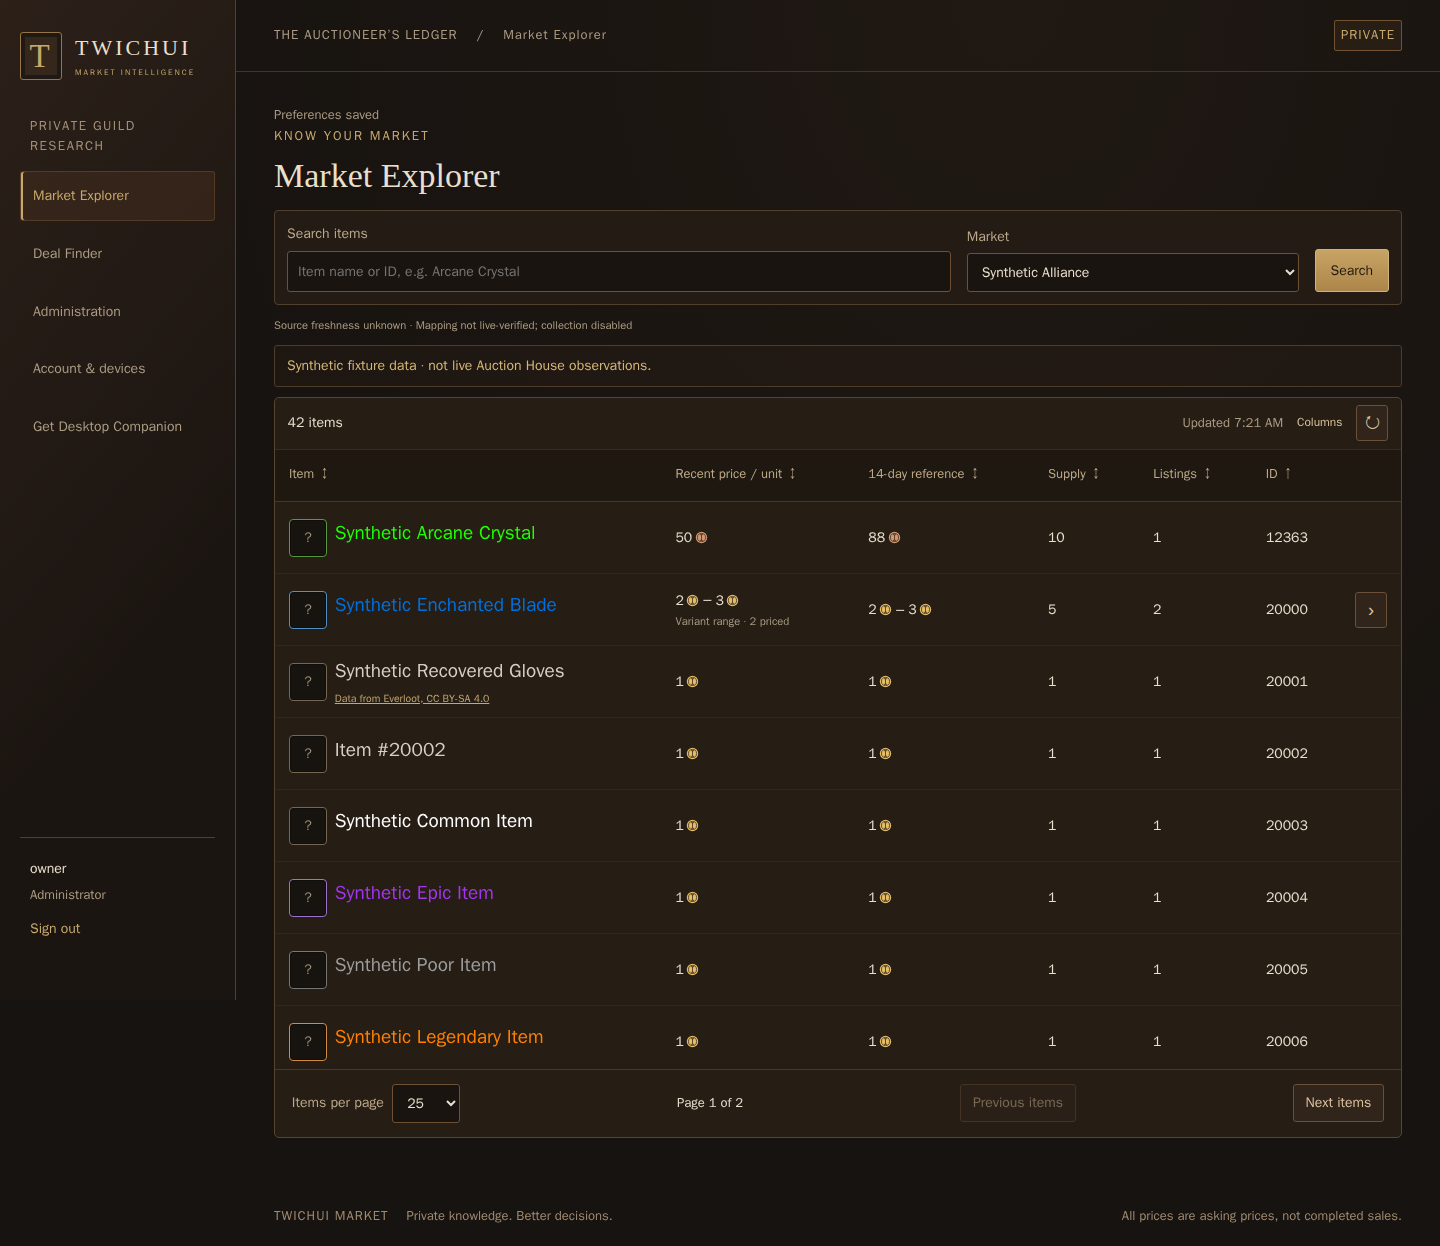 T
TWICHUI
MARKET INTELLIGENCE
PRIVATE GUILD
RESEARCH
Market Explorer
Deal Finder
Administration
Account & devices
Get Desktop Companion
owner
Administrator
Sign out
THE AUCTIONEER'S LEDGER / Market Explorer
PRIVATE
Preferences saved
KNOW YOUR MARKET
Market Explorer
Search items
Market
Item name or ID, e.g. Arcane Crystal
Synthetic Alliance
Search
Source freshness unknown · Mapping not live-verified; collection disabled
Synthetic fixture data · not live Auction House observations.
42 items
Updated 7:21 AM Columns
Item ↕ Recent price / unit ↕ 14-day reference ↕ Supply ↕ Listings ↕ ID ↑
? Synthetic Arcane Crystal 50 88 10 1 12363
? Synthetic Enchanted Blade 2 – 3 2 – 3 5 2 20000 ›
Variant range · 2 priced
? Synthetic Recovered Gloves 1 1 1 1 20001
Data from Everloot, CC BY-SA 4.0
? Item #20002 1 1 1 1 20002
? Synthetic Common Item 1 1 1 1 20003
? Synthetic Epic Item 1 1 1 1 20004
? Synthetic Poor Item 1 1 1 1 20005
? Synthetic Legendary Item 1 1 1 1 20006
Items per page 25 Page 1 of 2 Previous items Next items
TWICHUI MARKET Private knowledge. Better decisions.
All prices are asking prices, not completed sales.